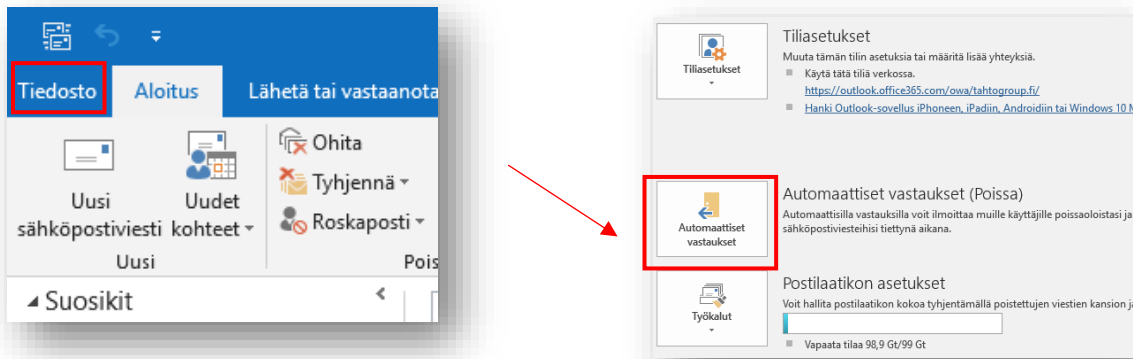 Tiedosto
Aloitus
Lähetä tai vastaanota
Uusi
sähköpostiviesti
Uudet
kohteet
Ohita
Tyhjennä
Roskaposti
Uusi
Suosikit
Tiliasetukset
Tiliasetukset
Muuta tämän tilin asetuksia tai määritä lisää yhteyksiä.
Käytä tätä tiliä verkossa.
https://outlook.office365.com/owa/tahtogroup.fi/
Hanki Outlook-sovellus iPhoneen, iPadiin, Androidiin tai Windows 10
Automaattiset
vastaukset
Automaattiset vastaukset (Poissa)
Automaattisilla vastauksilla voit ilmoittaa muille käyttäjille poissaoloistasi ja
sähköpostiviesteihisi tiettynä aikana.
Työkalut
Postilaatikon asetukset
Voit hallita postilaatikon kokoa tyhjentämällä poistettujen viestien kansion
Vapaata tilaa 98,9 Gt/99 Gt